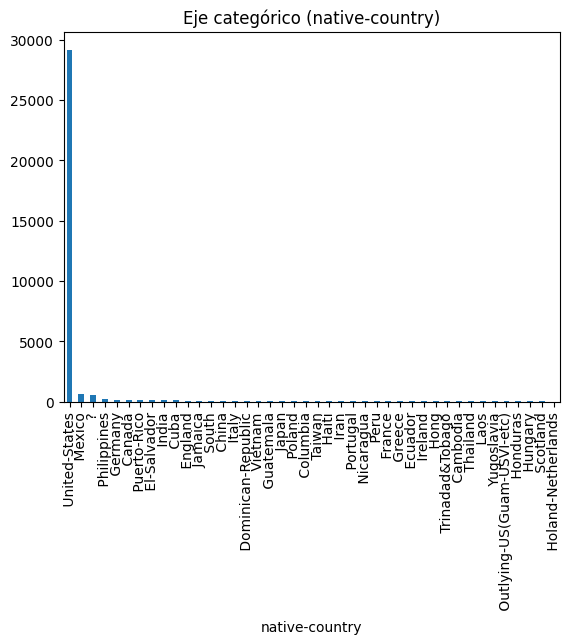 Eje categórico (native-country)
30000
25000
20000
15000
10000
5000
0
United-States
Mexico
?
Philippines
Germany
Canada
Puerto-Rico
El-Salvador
India
Cuba
England
Jamaica
South
China
Italy
Dominican-Republic
Vietnam
Guatemala
Japan
Poland
Columbia
Taiwan
Haiti
Iran
Portugal
Nicaragua
Peru
France
Greece
Ecuador
Ireland
Hong
Trinadad&Tobago
Cambodia
Thailand
Laos
Yugoslavia
Outlying-US(Guam-USVI-etc)
Honduras
Hungary
Scotland
Holand-Netherlands
native-country